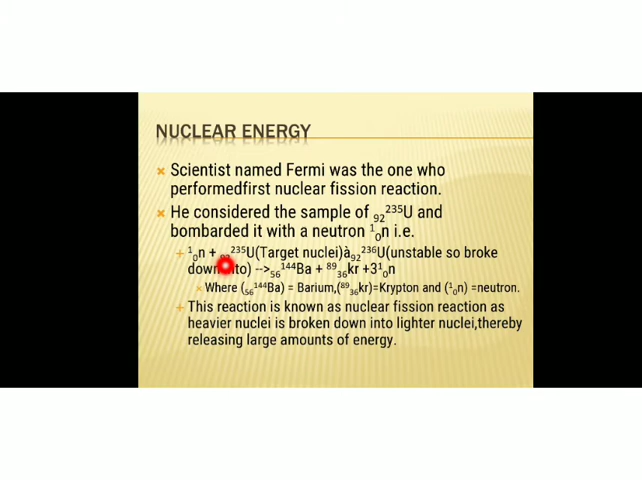 NUCLEAR ENERGY
Scientist named Fermi was the one who
performedfirst nuclear fission reaction.
He considered the sample of ₉₂²³⁵U and
bombarded it with a neutron ¹₀n i.e.
¹₀n + ₉₂²³⁵U(Target nuclei)à₉₂²³⁶U(unstable so broke
down into) -->₅₆¹⁴⁴Ba + ⁸⁹₃₆kr +3¹₀n
Where (₅₆¹⁴⁴Ba) = Barium,(⁸⁹₃₆kr)=Krypton and (¹₀n) =neutron.
This reaction is known as nuclear fission reaction as
heavier nuclei is broken down into lighter nuclei,thereby
releasing large amounts of energy.